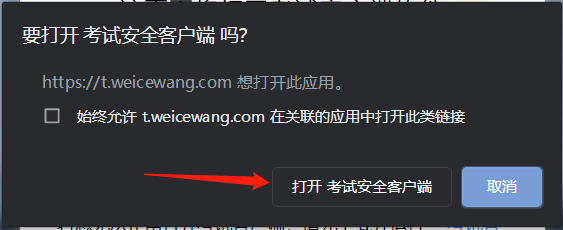 要打开 考试安全客户端 吗?
https://t.weicewang.com 想打开此应用。
始终允许 t.weicewang.com 在关联的应用中打开此类链接
打开 考试安全客户端
取消